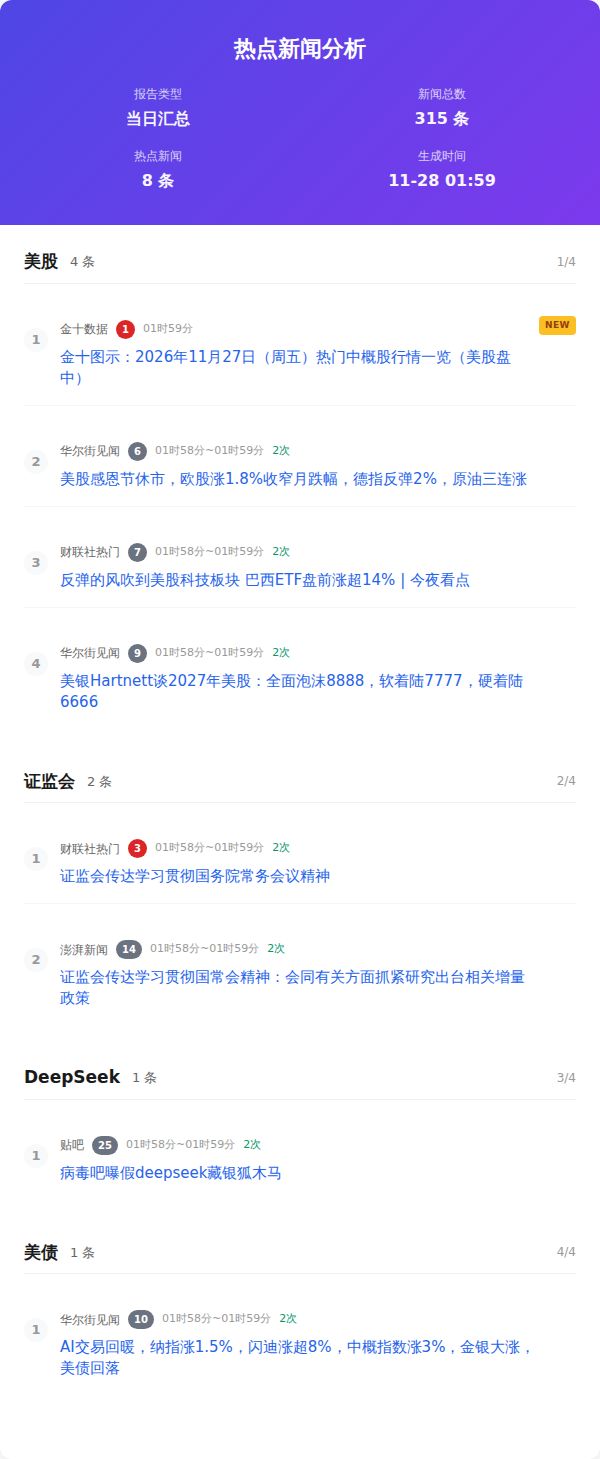 热点新闻分析
报告类型
新闻总数
当日汇总
315 条
热点新闻
生成时间
8 条
11-28 01:59
美股 4 条 1/4
1 金十数据 1 01时59分 NEW
金十图示：2026年11月27日（周五）热门中概股行情一览（美股盘
中）
2 华尔街见闻 6 01时58分~01时59分 2次
美股感恩节休市，欧股涨1.8%收窄月跌幅，德指反弹2%，原油三连涨
3 财联社热门 7 01时58分~01时59分 2次
反弹的风吹到美股科技板块 巴西ETF盘前涨超14% | 今夜看点
4 华尔街见闻 9 01时58分~01时59分 2次
美银Hartnett谈2027年美股：全面泡沫8888，软着陆7777，硬着陆
6666
证监会 2 条 2/4
1 财联社热门 3 01时58分~01时59分 2次
证监会传达学习贯彻国务院常务会议精神
2 澎湃新闻 14 01时58分~01时59分 2次
证监会传达学习贯彻国常会精神：会同有关方面抓紧研究出台相关增量
政策
DeepSeek 1 条 3/4
1 贴吧 25 01时58分~01时59分 2次
病毒吧曝假deepseek藏银狐木马
美债 1 条 4/4
1 华尔街见闻 10 01时58分~01时59分 2次
AI交易回暖，纳指涨1.5%，闪迪涨超8%，中概指数涨3%，金银大涨，
美债回落